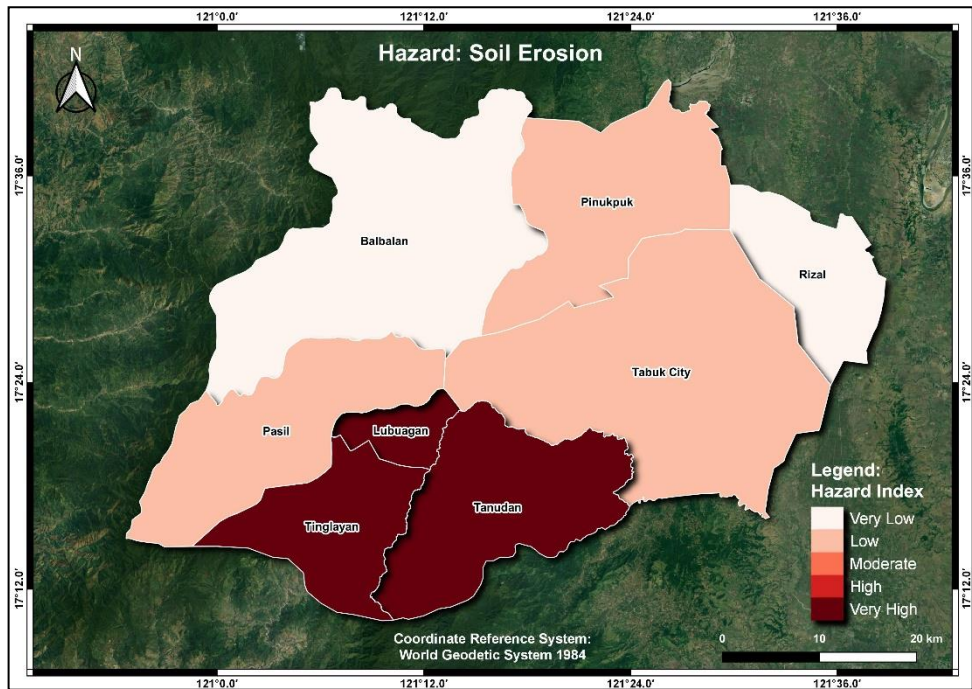 121°0.0'
121°12.0'
121°24.0'
121°36.0'
Hazard: Soil Erosion
N
17°36.0'
17°36.0'
Pinukpuk
Balbalan
Rizal
17°24.0'
17°24.0'
Tabuk City
Pasil
Lubuagan
Tanudan
Tinglayan
Legend:
Hazard Index
Very Low
Low
Moderate
High
Very High
17°12.0'
17°12.0'
Coordinate Reference System:
World Geodetic System 1984
0
10
20 km
121°0.0'
121°12.0'
121°24.0'
121°36.0'